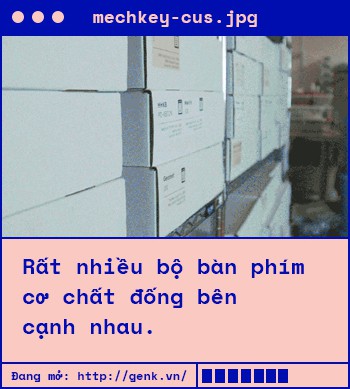 mechkey-cus.jpg
Rất nhiều bộ bàn phím
cơ chất đống bên
cạnh nhau.
Đang mở: http://genk.vn/